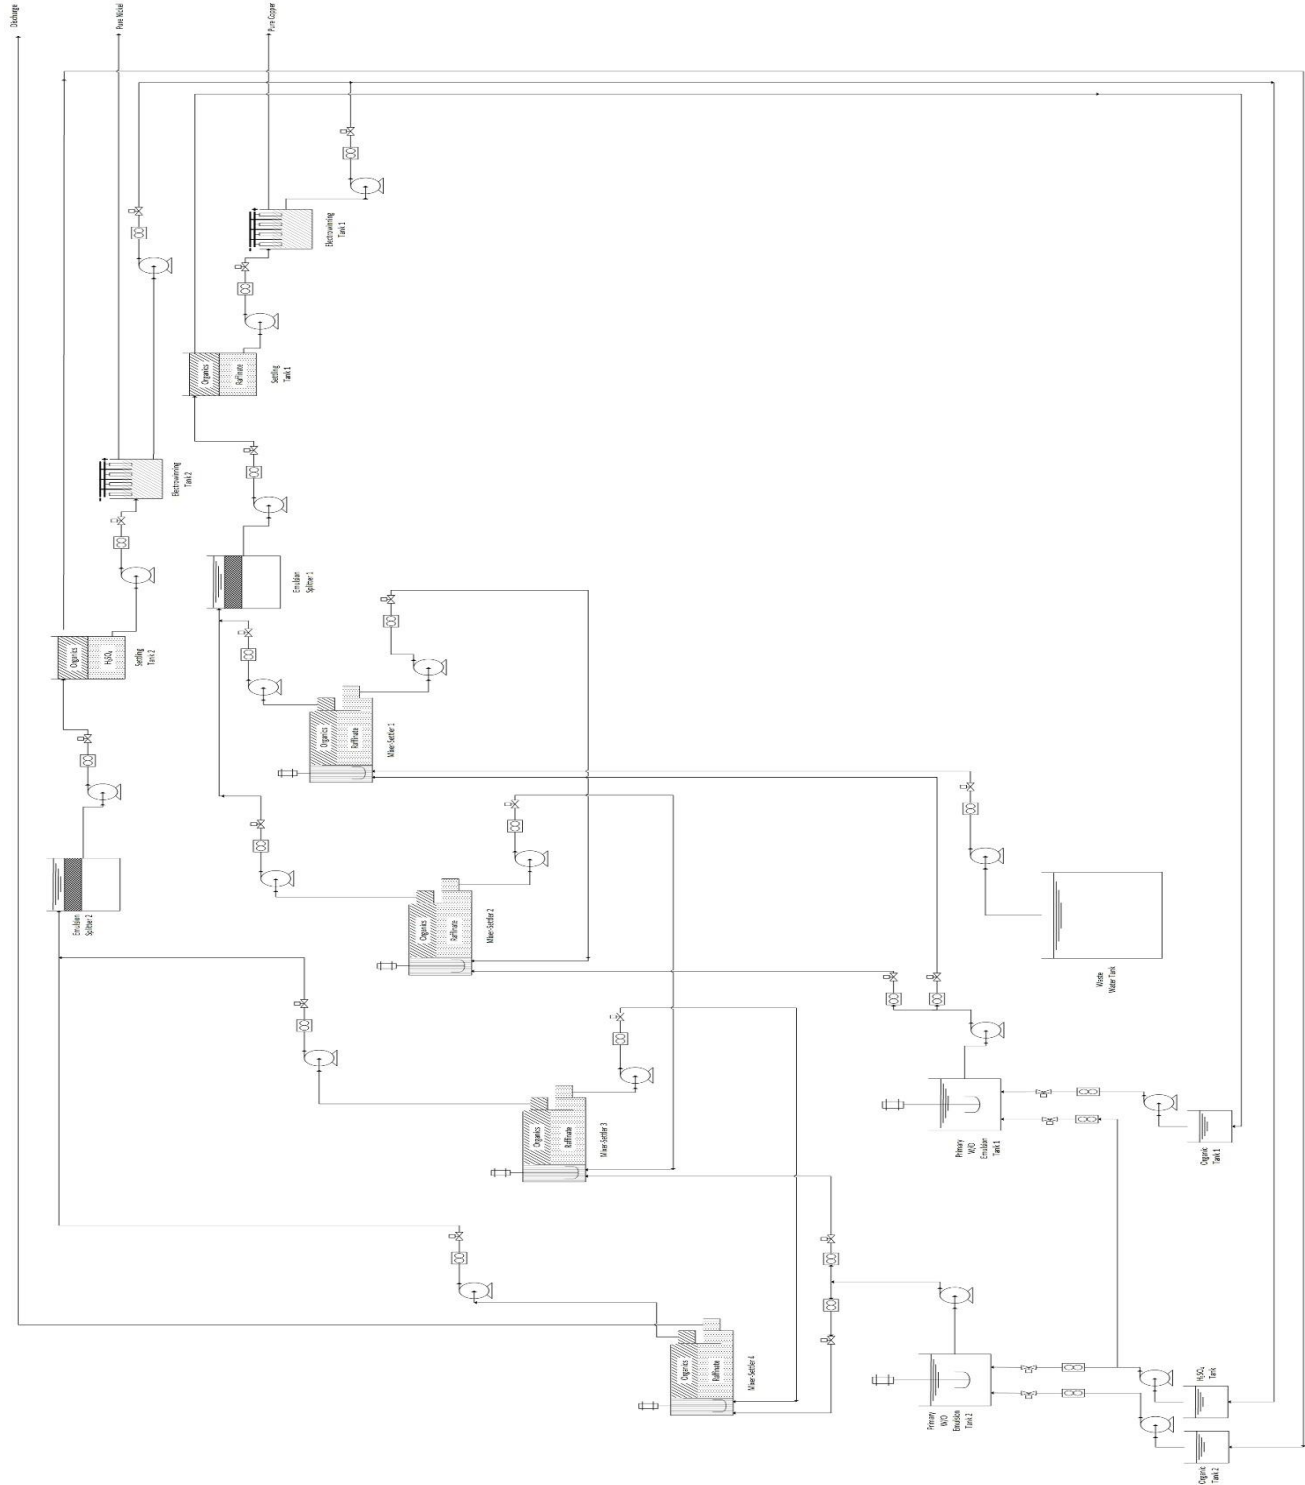 Discharge
Pure Nickel
Pure Copper
Electrowinning
Tank 1
Organics
Raffinate
Settling
Tank 1
Electrowinning
Tank 2
Emulsion
Splitter 1
Organics
H₂SO₄
Settling
Tank 2
Organics
Raffinate
Mixer-Settler 1
Emulsion
Splitter 2
Organics
Raffinate
Mixer-Settler 2
Waste
Water Tank
Organics
Raffinate
Mixer-Settler 3
Primary
W/O
Emulsion
Tank 1
Organic
Tank 1
Organics
Raffinate
Mixer-Settler 4
Primary
W/O
Emulsion
Tank 2
H₂SO₄
Tank
Organic
Tank 2